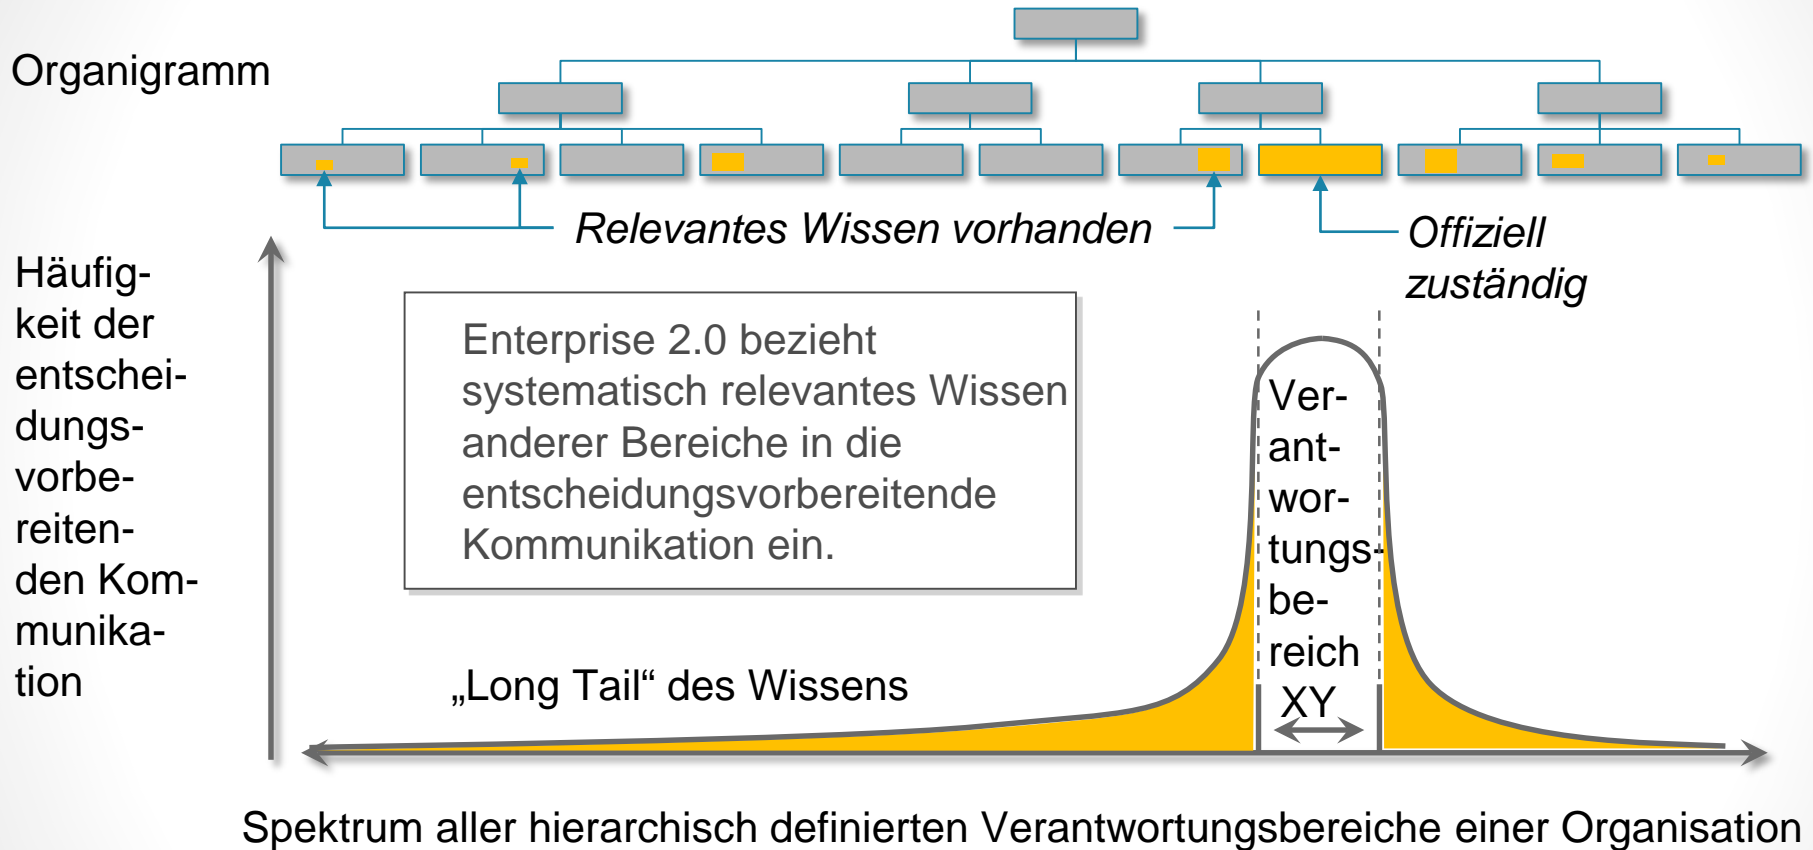 Organigramm
Relevantes Wissen vorhanden
Offiziell
zuständig
Häufig-
keit der
entschei-
dungs-
vorbe-
reiten-
den Kom-
munika-
tion
Enterprise 2.0 bezieht
systematisch relevantes Wissen
anderer Bereiche in die
entscheidungsvorbereitende
Kommunikation ein.
Ver-
ant-
wor-
tungs-
be-
reich
XY
„Long Tail“ des Wissens
Spektrum aller hierarchisch definierten Verantwortungsbereiche einer Organisation